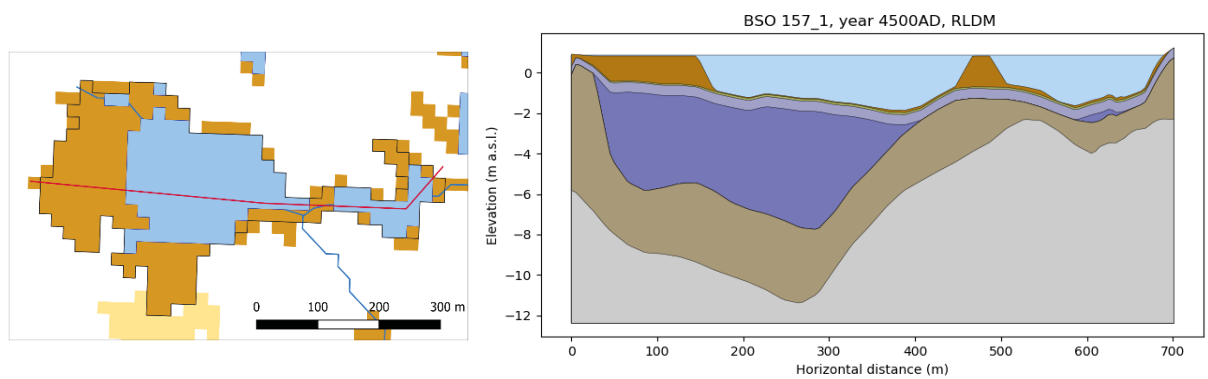 0 100 200 300 m
BSO 157_1, year 4500AD, RLDM
Elevation (m a.s.l.)
0
−2
−4
−6
−8
−10
−12
0 100 200 300 400 500 600 700
Horizontal distance (m)